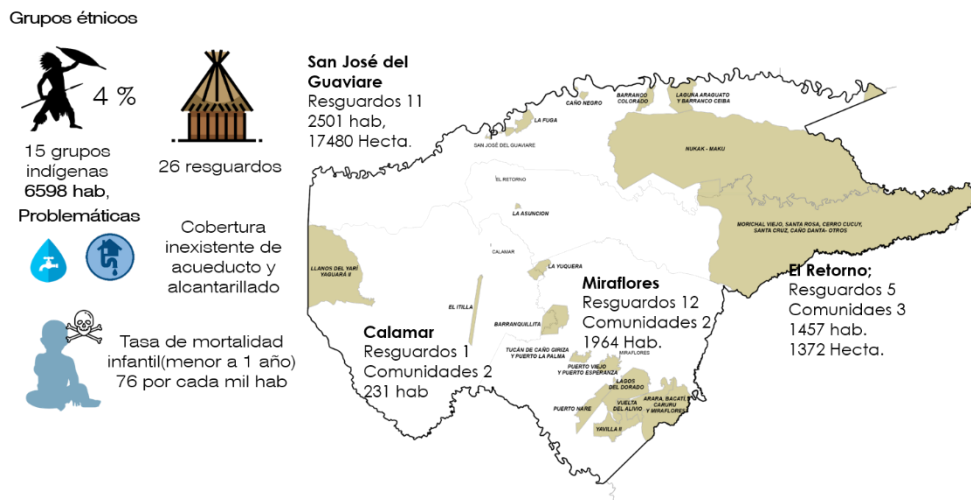 Grupos étnicos
4 %
15 grupos
indígenas
6598 hab,
26 resguardos
Problemáticas
Cobertura
inexistente de
acueducto y
alcantarillado
Tasa de mortalidad
infantil(menor a 1 año)
76 por cada mil hab
San José del
Guaviare
Resguardos 11
2501 hab,
17480 Hecta.
CAÑO NEGRO
BARRANCO
COLORADO
LAGUNA ARAGUATO
Y BARRANCO CEIBA
LA FUGA
SAN JOSÉ DEL GUAVIARE
NUKAK - MAKU
EL RETORNO
LA ASUNCION
MORICHAL VIEJO, SANTA ROSA, CERRO CUCUY,
SANTA CRUZ, CAÑO DANTA- OTROS
CALAMAR
LLANOS DEL YARÍ
YAGUARÁ II
LA YUQUERA
EL ITILLA
BARRANQUILLITA
El Retorno;
Resguardos 5
Comunidaes 3
1457 hab.
1372 Hecta.
Miraflores
Resguardos 12
Comunidades 2
1964 Hab.
Calamar
Resguardos 1
Comunidades 2
231 hab
TUCÁN DE CAÑO GIRIZA
Y PUERTO LA PALMA
MIRAFLORES
PUERTO VIEJO
Y PUERTO ESPERANZA
LAGOS
DEL DORADO
PUERTO NARE
VUELTA
DEL ALIVIO
ARARA, BACATI,
CARURU
Y MIRAFLORES
YAVILLA II